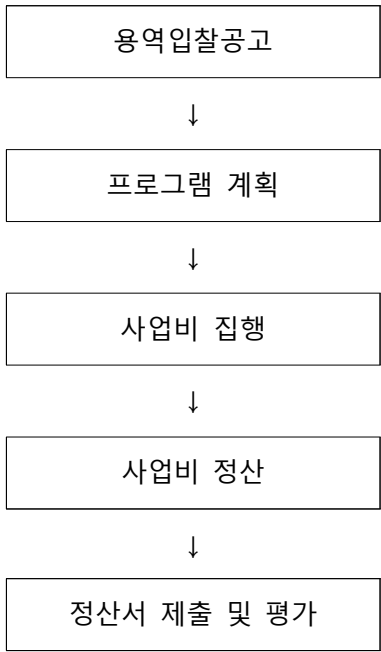 용역입찰공고
↓
프로그램 계획
↓
사업비 집행
↓
사업비 정산
↓
정산서 제출 및 평가